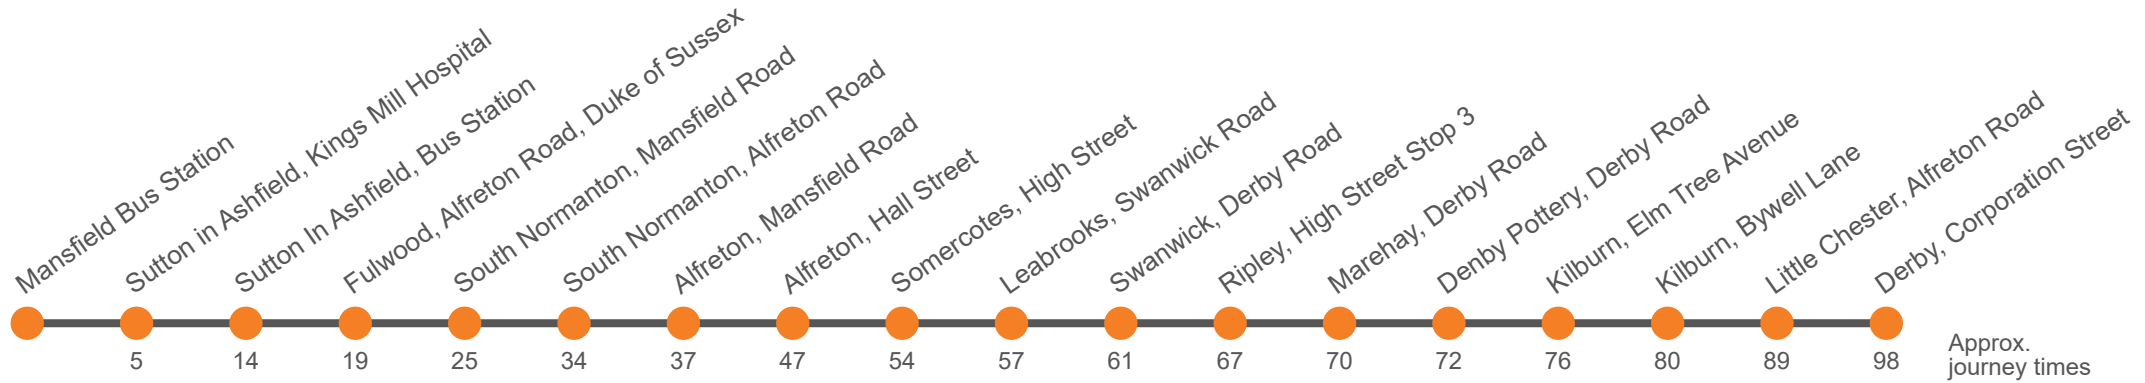 Mansfield Bus Station
Sutton in Ashfield, Kings Mill Hospital
Sutton In Ashfield, Bus Station
Fulwood, Alfreton Road, Duke of Sussex
South Normanton, Mansfield Road
South Normanton, Alfreton Road
Alfreton, Mansfield Road
Alfreton, Hall Street
Somercotes, High Street
Leabrooks, Swanwick Road
Swanwick, Derby Road
Ripley, High Street Stop 3
Marehay, Derby Road
Denby Pottery, Derby Road
Kilburn, Elm Tree Avenue
Kilburn, Bywell Lane
Little Chester, Alfreton Road
Derby, Corporation Street
5 14 19 25 34 37 47 54 57 61 67 70 72 76 80 89 98
Approx.
journey times